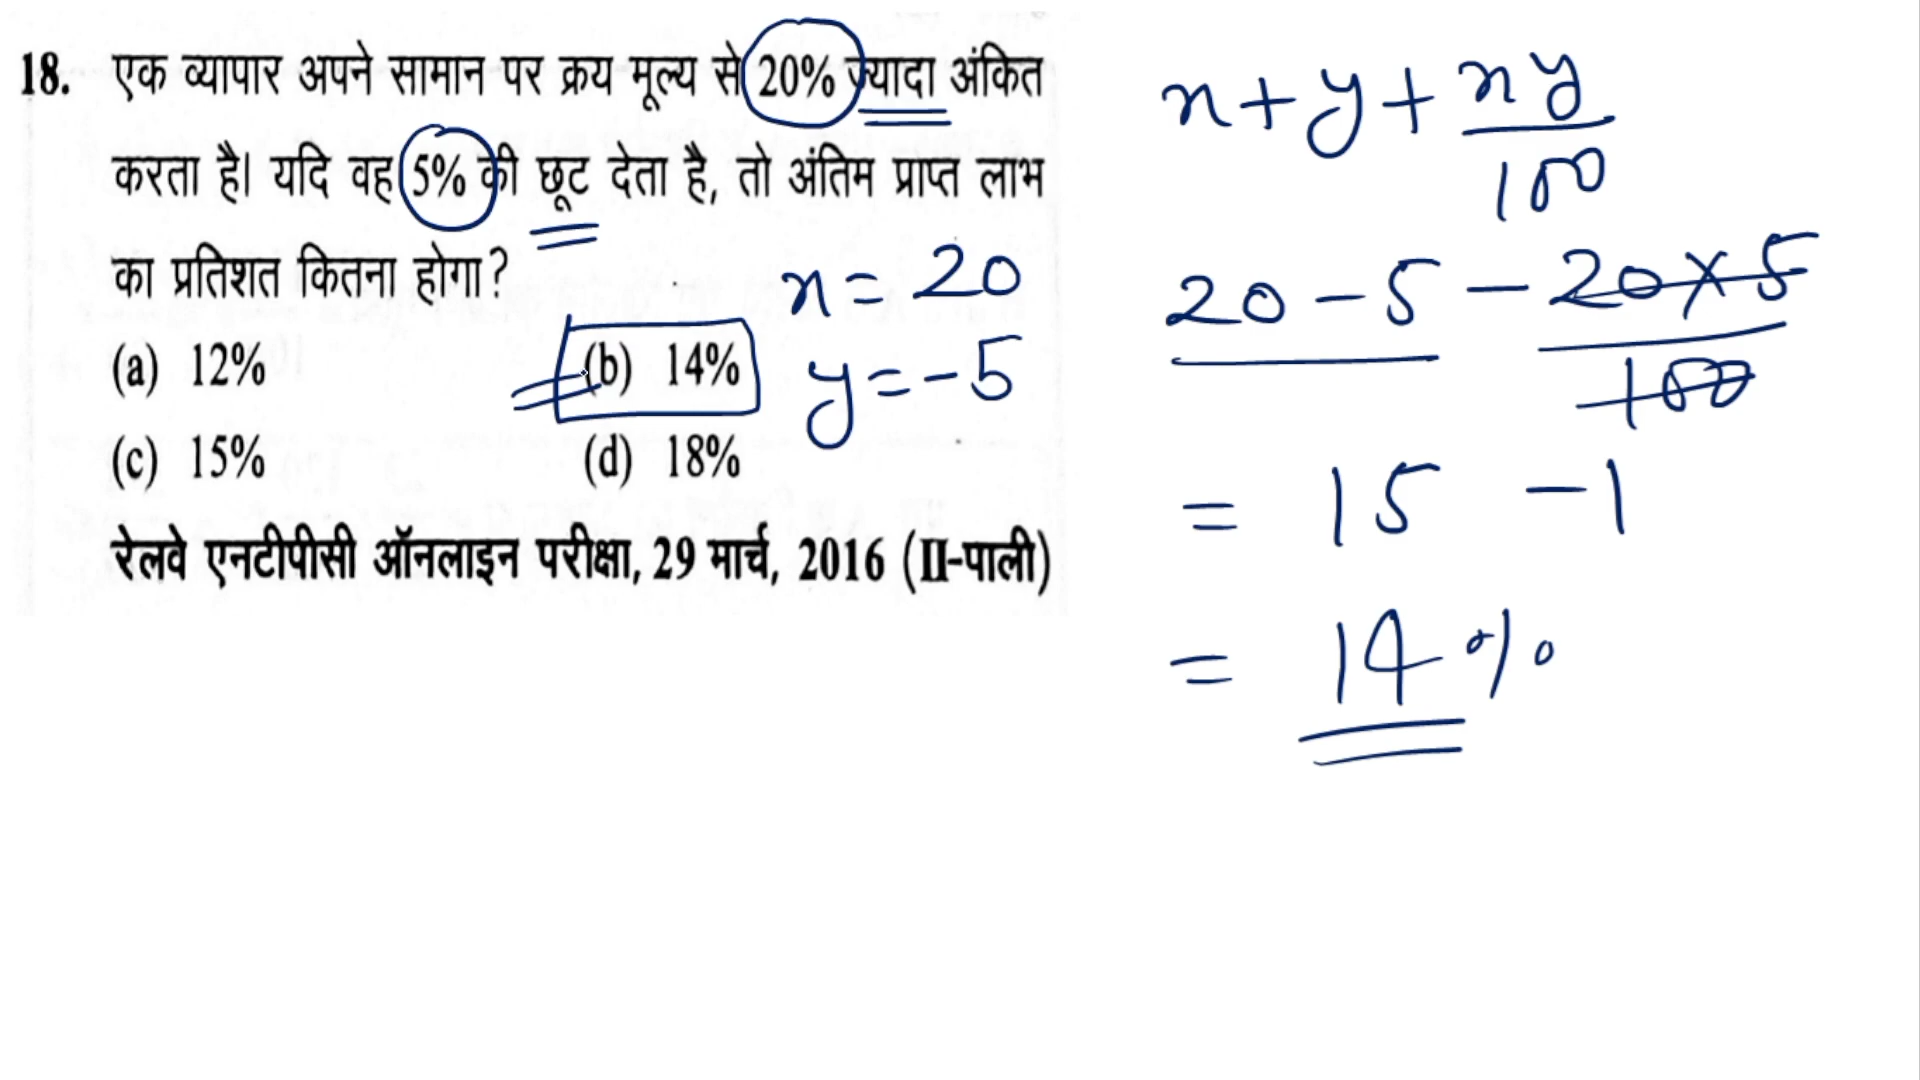 18. एक व्यापार अपने सामान पर क्रय मूल्य से 20% ज्यादा अंकित
करता है। यदि वह 5% की छूट देता है, तो अंतिम प्राप्त लाभ
का प्रतिशत कितना होगा?
(a) 12% (b) 14%
(c) 15% (d) 18%
रेलवे एनटीपीसी ऑनलाइन परीक्षा, 29 मार्च, 2016 (II-पाली)
x = 20
y = -5
x + y + xy/100
20 - 5 - 20×5/100
= 15 - 1
= 14%